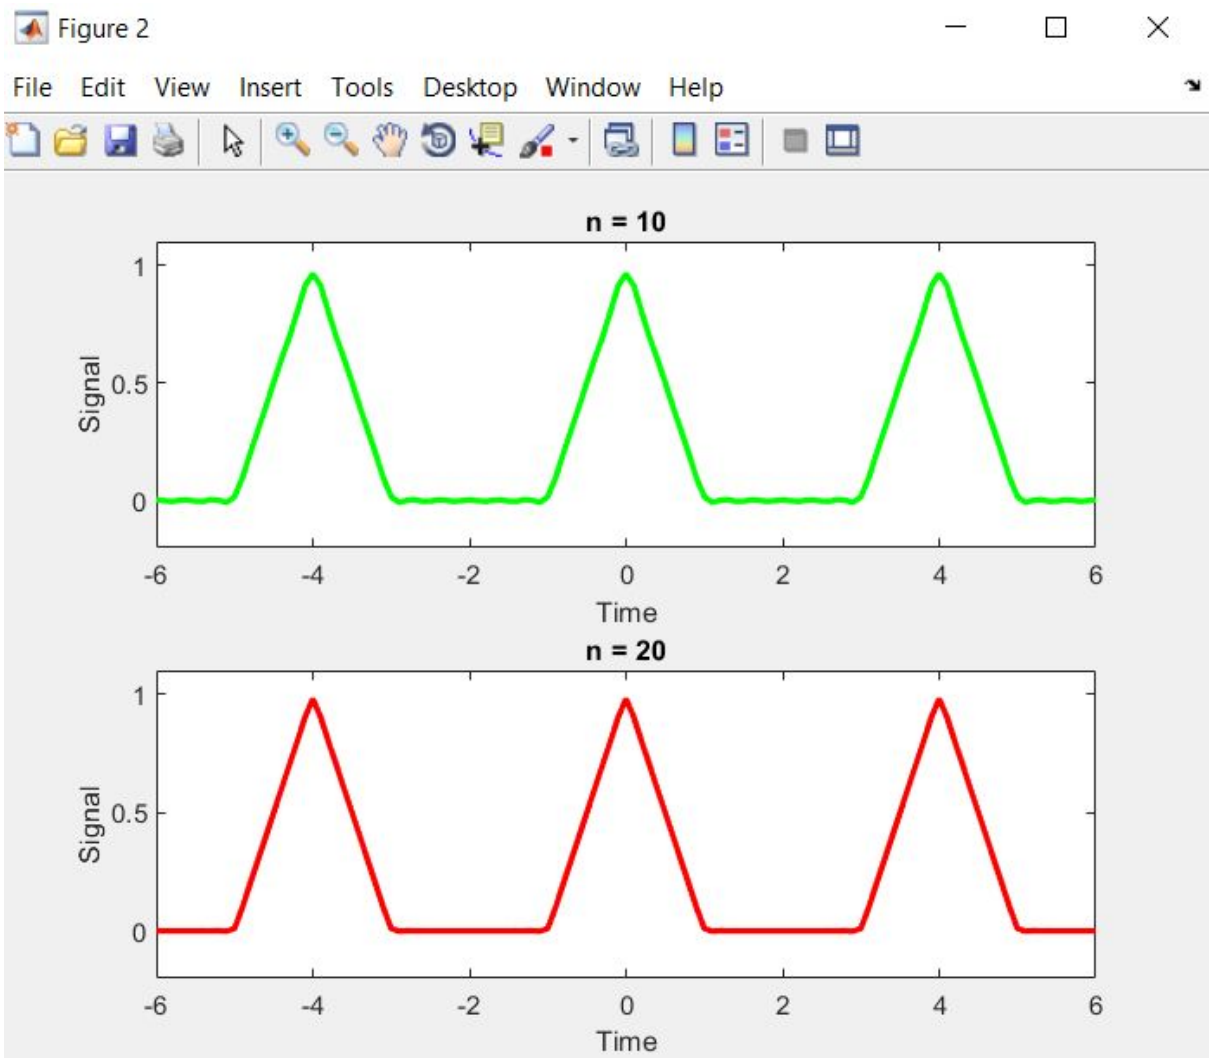 Figure 2
File Edit View Insert Tools Desktop Window Help
n = 10
1
0.5
0
Signal
-6 -4 -2 0 2 4 6
Time
n = 20
1
0.5
0
Signal
-6 -4 -2 0 2 4 6
Time